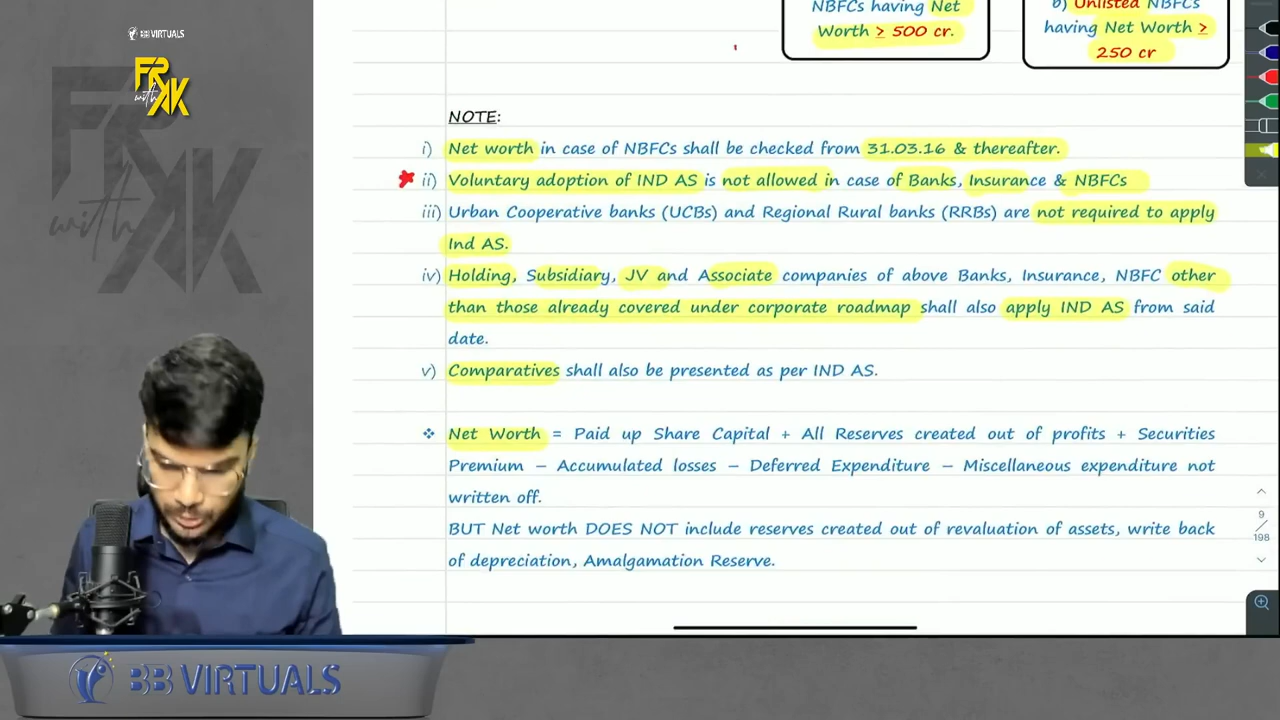 BB VIRTUALS
FR
with
AK
FR
with
AK
NBFCs having Net
Worth ≥ 500 cr.
b) Unlisted NBFCs
having Net Worth ≥
250 cr
NOTE:
i) Net worth in case of NBFCs shall be checked from 31.03.16 & thereafter.
ii) Voluntary adoption of IND AS is not allowed in case of Banks, Insurance & NBFCs
iii) Urban Cooperative banks (UCBs) and Regional Rural banks (RRBs) are not required to apply
Ind AS.
iv) Holding, Subsidiary, JV and Associate companies of above Banks, Insurance, NBFC other
than those already covered under corporate roadmap shall also apply IND AS from said
date.
v) Comparatives shall also be presented as per IND AS.
❖ Net Worth = Paid up Share Capital + All Reserves created out of profits + Securities
Premium – Accumulated losses – Deferred Expenditure – Miscellaneous expenditure not
written off.
BUT Net worth DOES NOT include reserves created out of revaluation of assets, write back
of depreciation, Amalgamation Reserve.
9
198
BB VIRTUALS